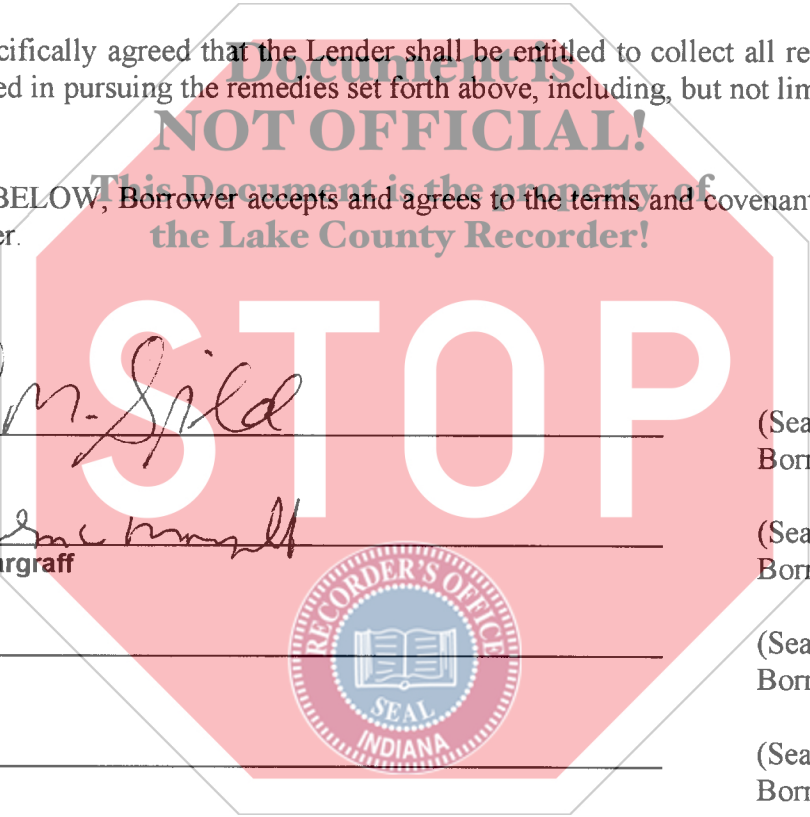 cifically agreed that the Lender shall be entitled to collect all re
Document is
ed in pursuing the remedies set forth above, including, but not lim
NOT OFFICIAL!
This Document is the property of
BELOW, Borrower accepts and agrees to the terms and covenant
er.
the Lake County Recorder!
STOP
M. Spild
(Sea
Borr
(Sea
argraff
Borr
RECORDER'S OFFICE
(Sea
Borr
SEAL
INDIANA
(Sea
Borr